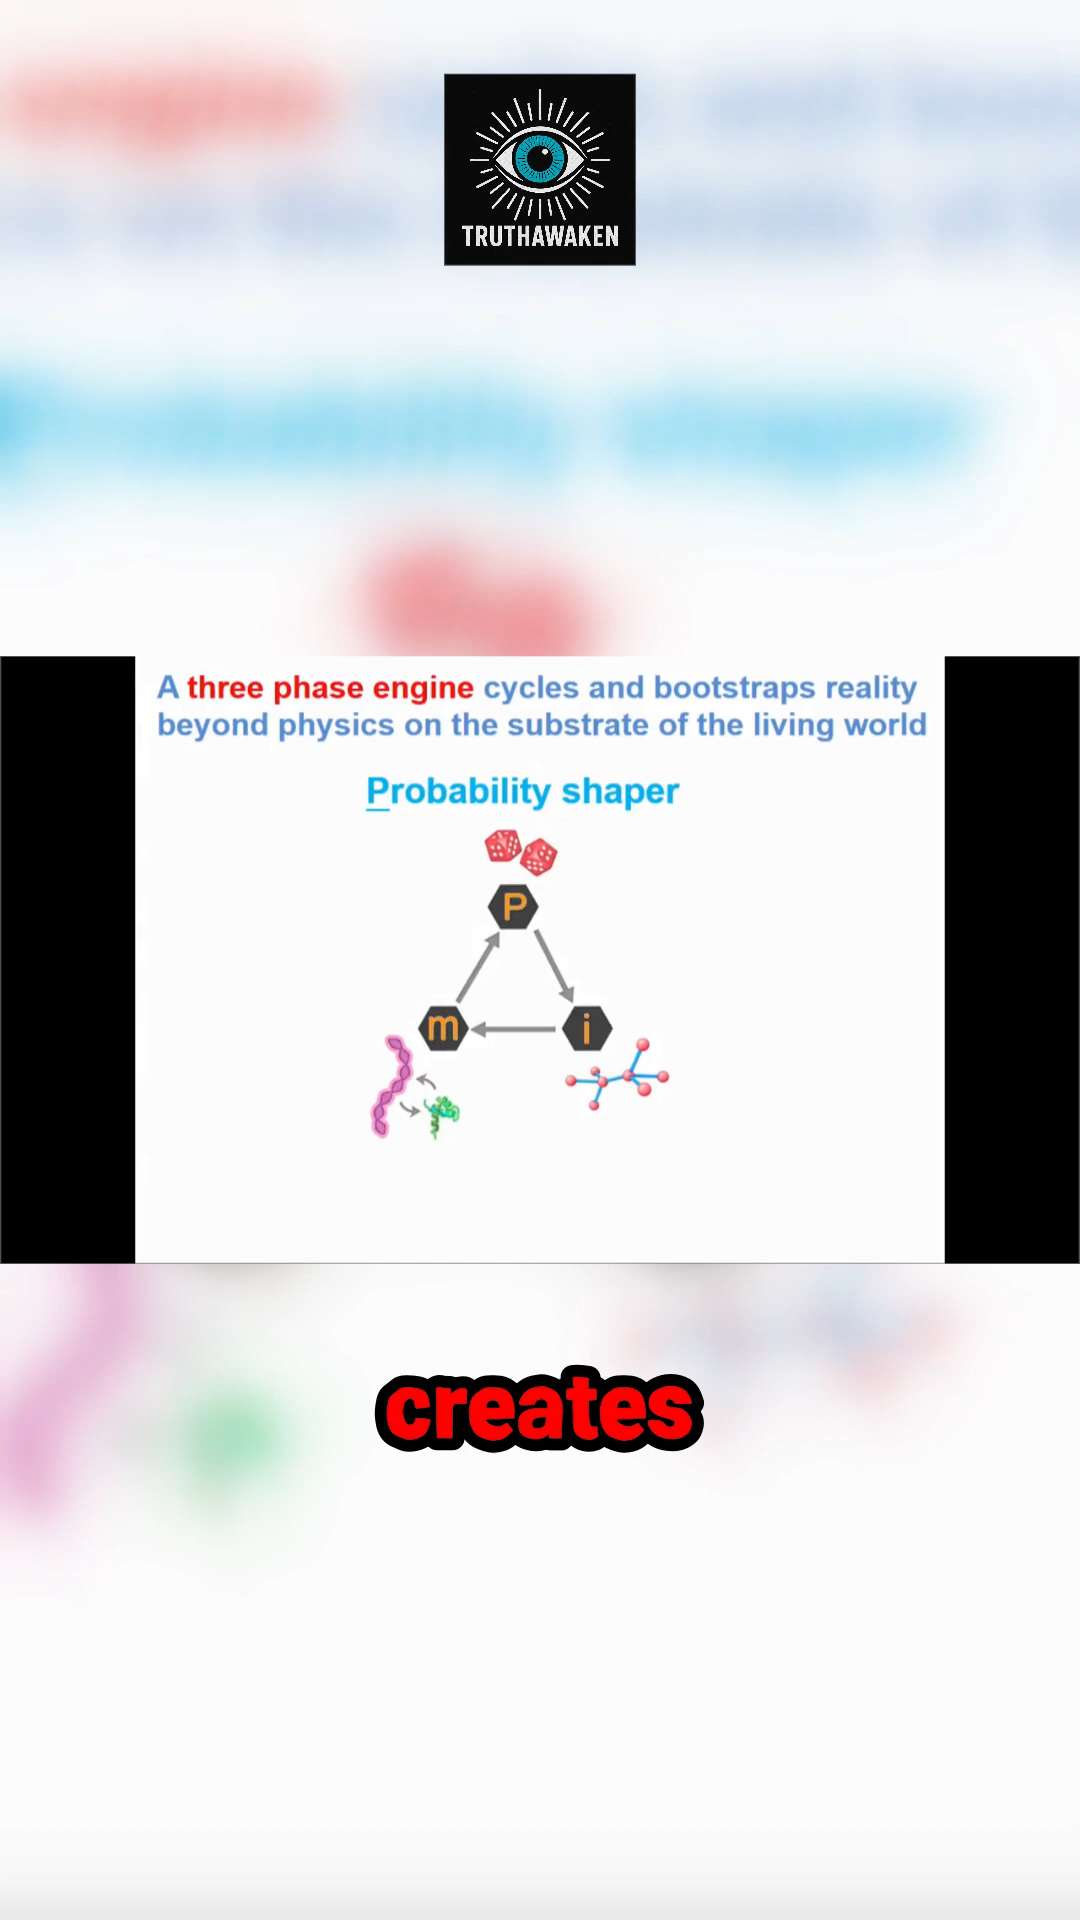 TRUTHAWAKEN
A three phase engine cycles and bootstraps reality
beyond physics on the substrate of the living world
Probability shaper
P
m
i
creates